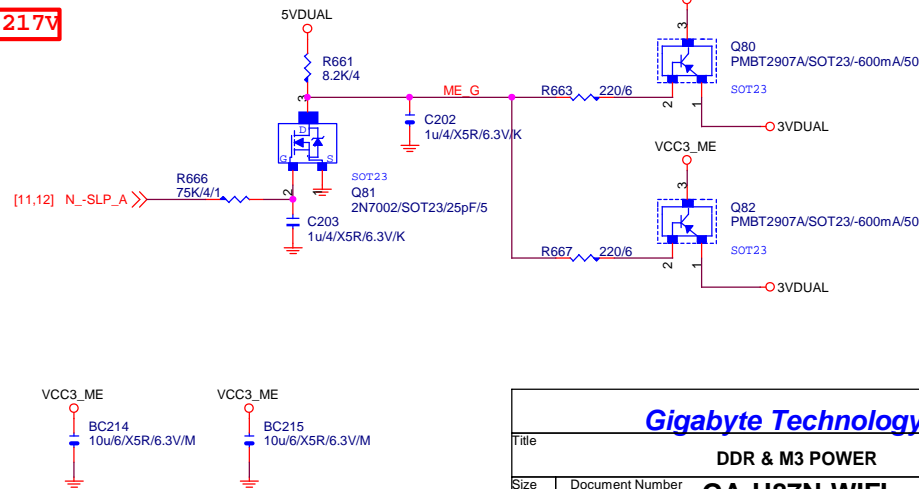 217V
5VDUAL
R661
8.2K/4
3
D
G
S
SOT23
Q81
2N7002/SOT23/25pF/5
2
1
R666
75K/4/1
[11,12] N_-SLP_A
C203
1u/4/X5R/6.3V/K
ME_G
C202
1u/4/X5R/6.3V/K
R663 220/6
3
Q80
PMBT2907A/SOT23/-600mA/50
SOT23
2
1
3VDUAL
VCC3_ME
3
Q82
PMBT2907A/SOT23/-600mA/50
SOT23
R667 220/6
2
1
3VDUAL
VCC3_ME
BC214
10u/6/X5R/6.3V/M
VCC3_ME
BC215
10u/6/X5R/6.3V/M
Gigabyte Technology
Title
DDR & M3 POWER
Size
Document Number